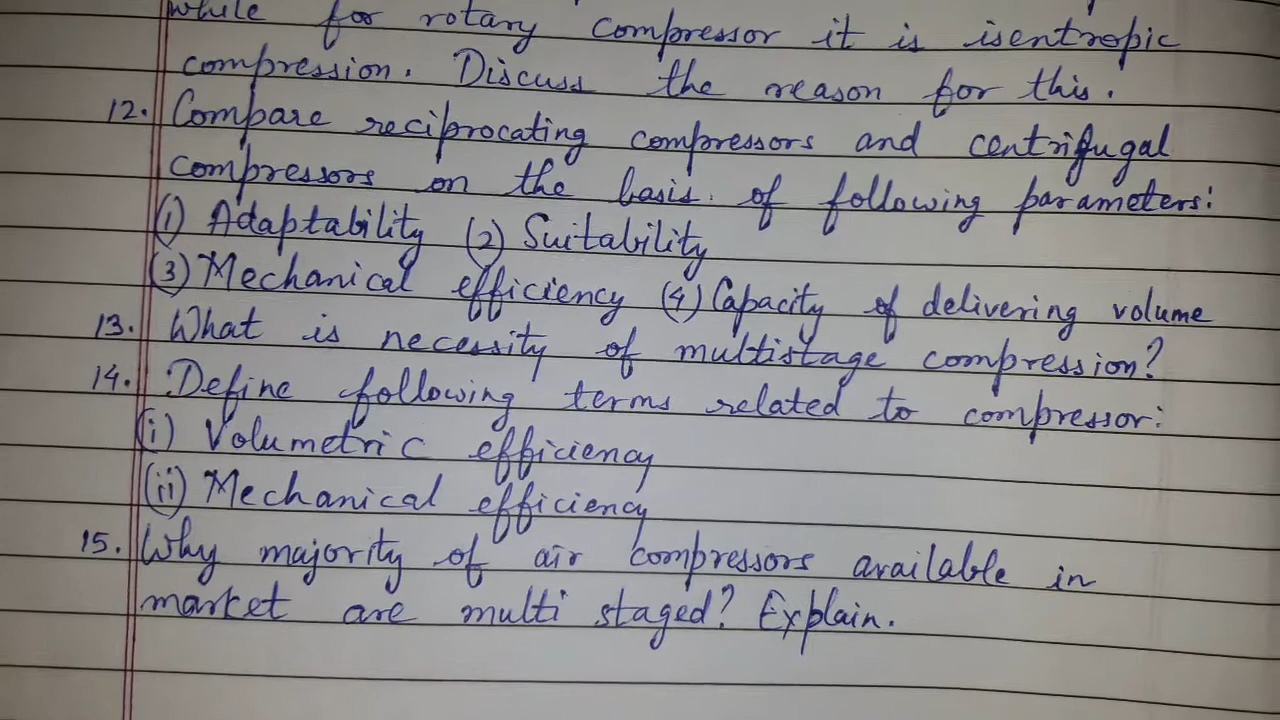 while for rotary compressor it is isentropic
compression. Discuss the reason for this.
12. Compare reciprocating compressors and centrifugal
compressors on the basis of following parameters:
(1) Adaptability (2) Suitability
(3) Mechanical efficiency (4) Capacity of delivering volume
13. What is necessity of multistage compression?
14. Define following terms related to compressor:
(i) Volumetric efficiency
(ii) Mechanical efficiency
15. Why majority of air compressors available in
market are multi staged? Explain.